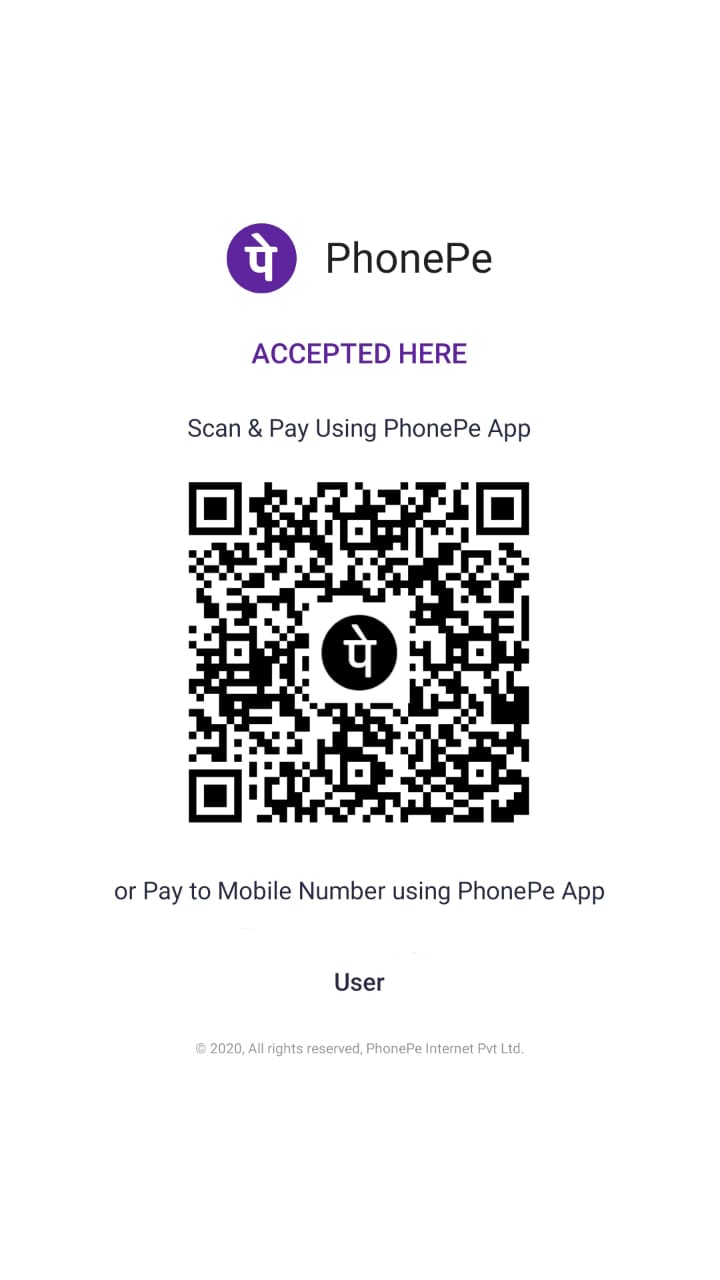 पे PhonePe
ACCEPTED HERE
Scan & Pay Using PhonePe App
पे
or Pay to Mobile Number using PhonePe App
User
© 2020, All rights reserved, PhonePe Internet Pvt Ltd.